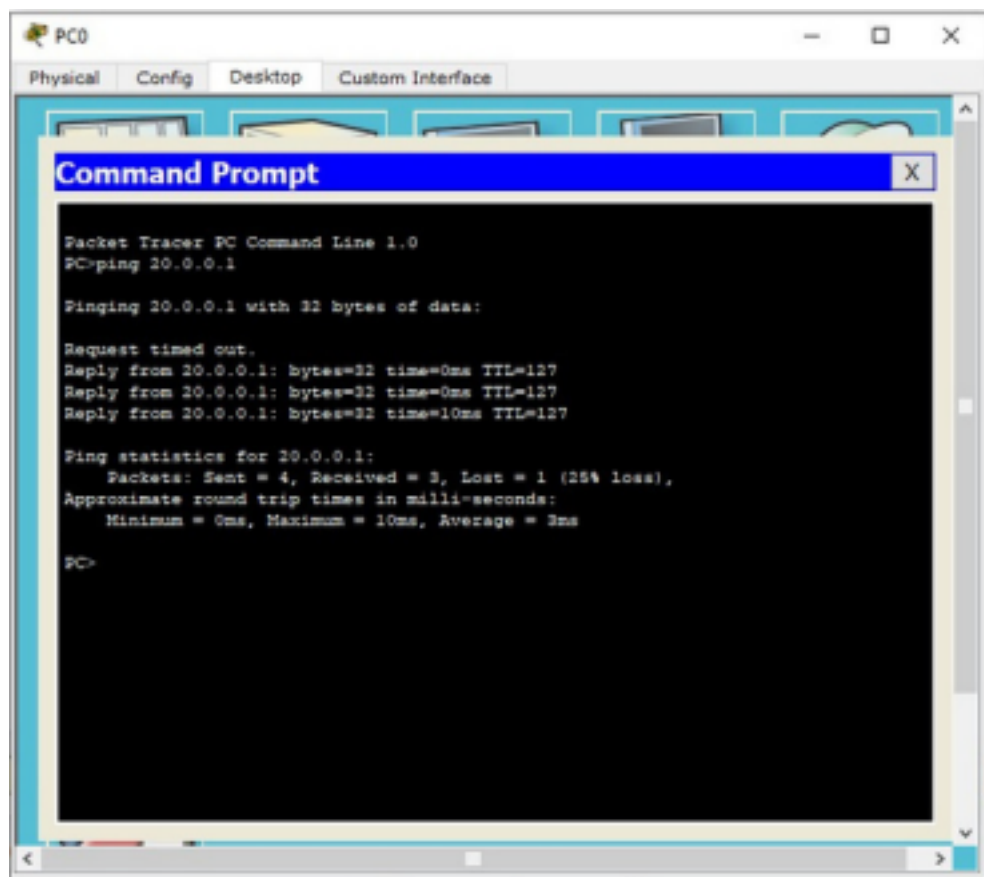 PC0
Physical Config Desktop Custom Interface
Command Prompt
X
Packet Tracer PC Command Line 1.0
PC>ping 20.0.0.1
Pinging 20.0.0.1 with 32 bytes of data:
Request timed out.
Reply from 20.0.0.1: bytes=32 time=0ms TTL=127
Reply from 20.0.0.1: bytes=32 time=0ms TTL=127
Reply from 20.0.0.1: bytes=32 time=10ms TTL=127
Ping statistics for 20.0.0.1:
Packets: Sent = 4, Received = 3, Lost = 1 (25% loss),
Approximate round trip times in milli-seconds:
Minimum = 0ms, Maximum = 10ms, Average = 3ms
PC>